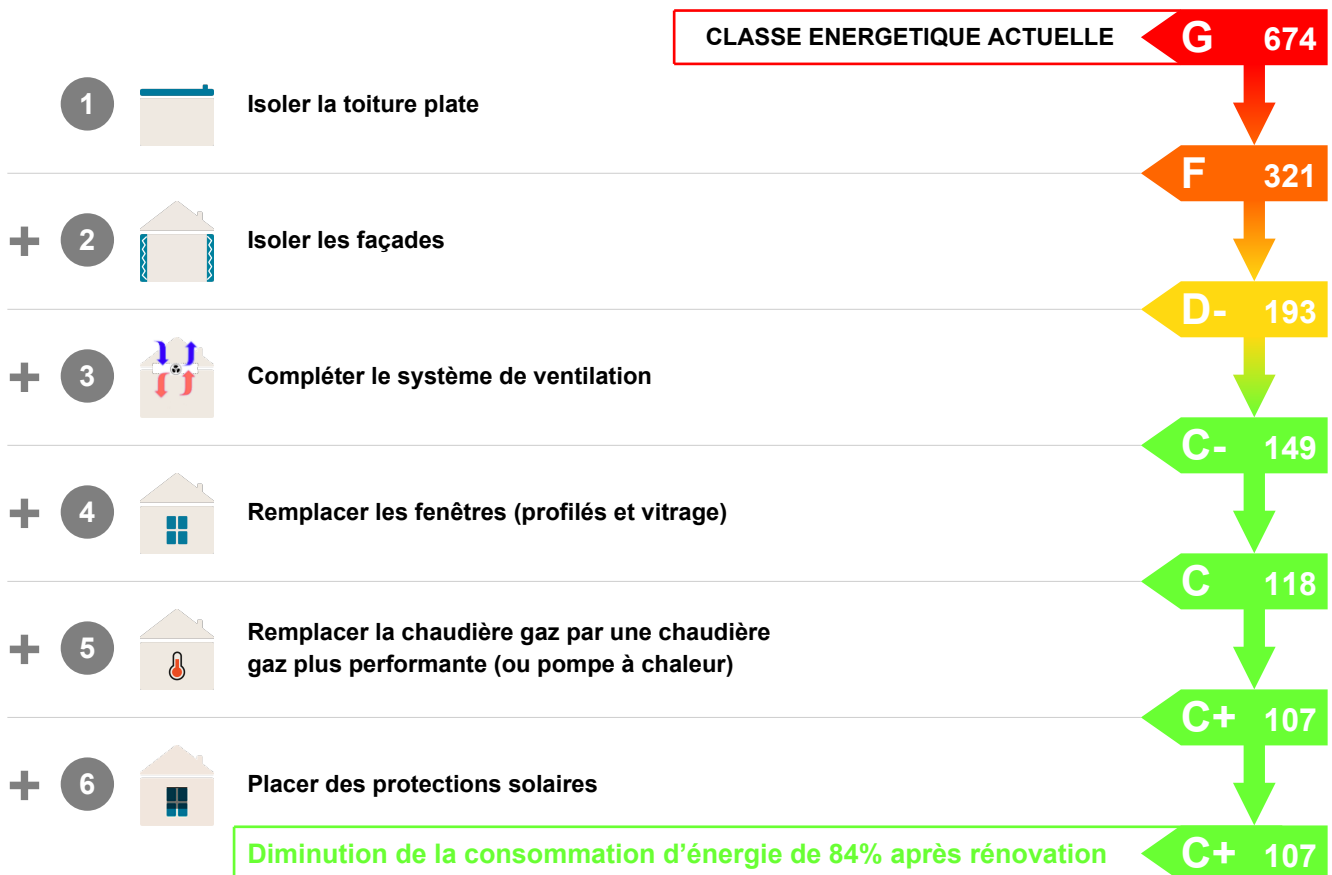 CLASSE ENERGETIQUE ACTUELLE G 674
1 Isoler la toiture plate
F 321
+ 2 Isoler les façades
D- 193
+ 3 Compléter le système de ventilation
C- 149
+ 4 Remplacer les fenêtres (profilés et vitrage)
C 118
+ 5 Remplacer la chaudière gaz par une chaudière
gaz plus performante (ou pompe à chaleur)
C+ 107
+ 6 Placer des protections solaires
Diminution de la consommation d’énergie de 84% après rénovation C+ 107